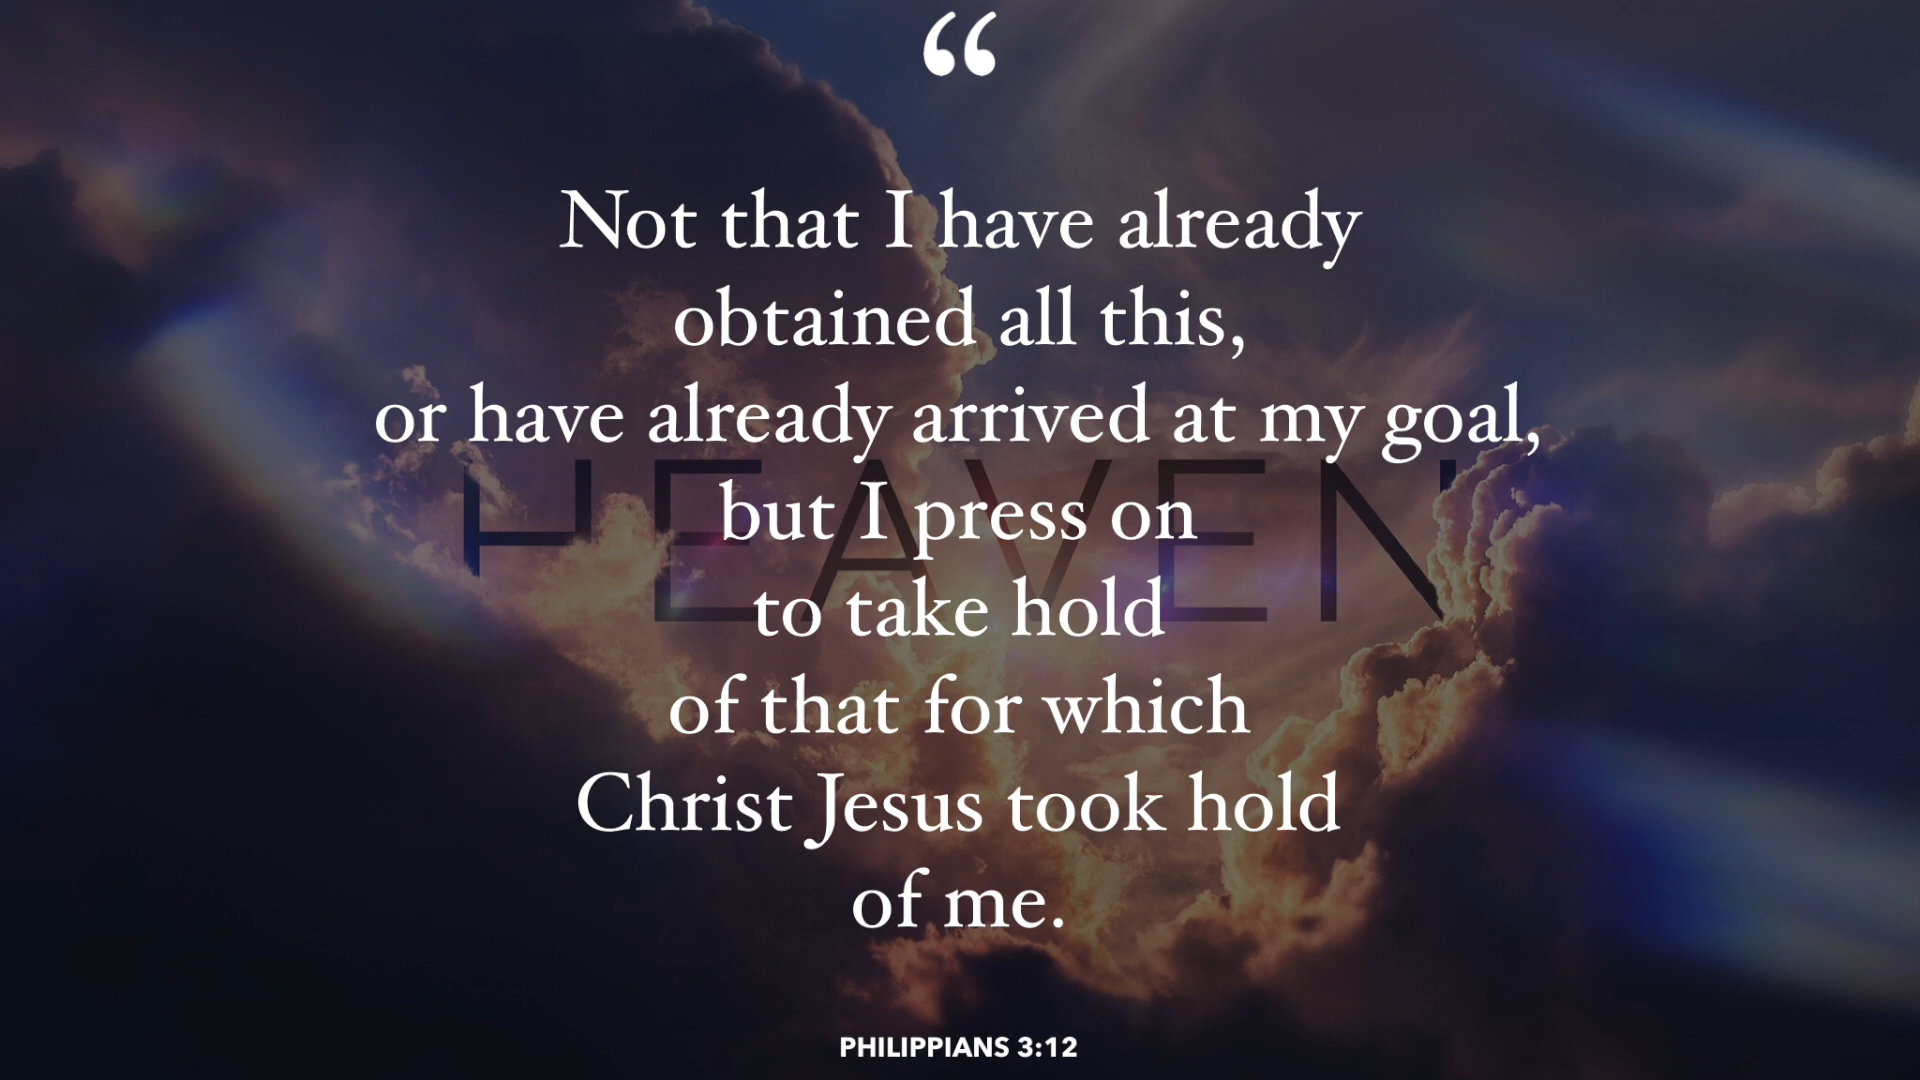 “
Not that I have already
obtained all this,
or have already arrived at my goal,
HEAVEN
but I press on
to take hold
of that for which
Christ Jesus took hold
of me.
PHILIPPIANS 3:12